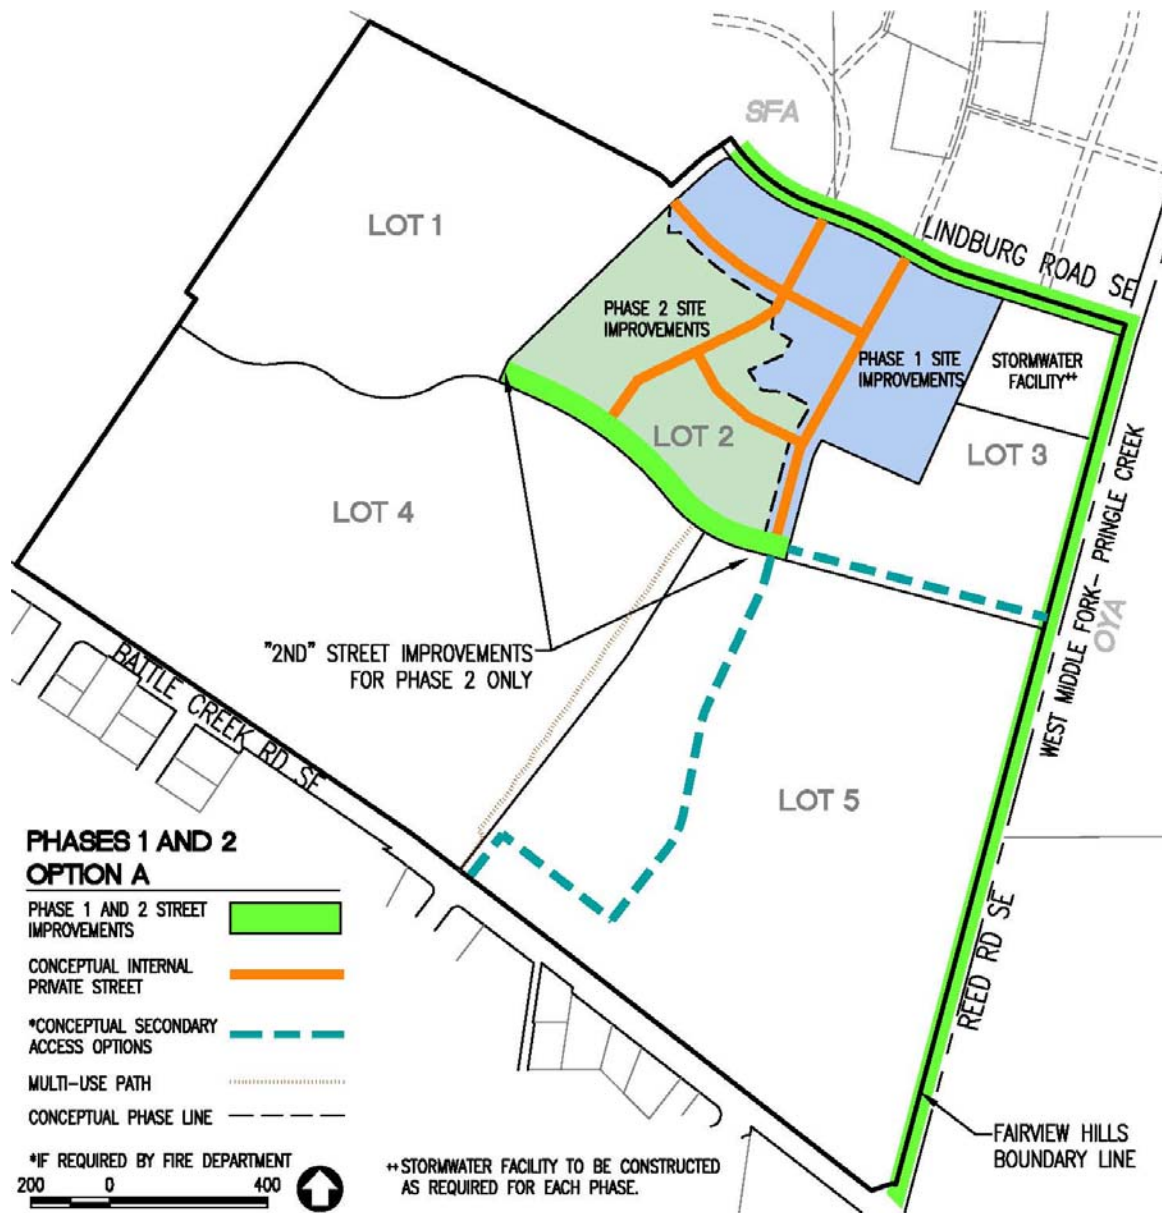 SFA
LOT 1
LINDBURG ROAD SE
PHASE 2 SITE
IMPROVEMENTS
PHASE 1 SITE
IMPROVEMENTS
STORMWATER
FACILITY++
LOT 2
LOT 3
LOT 4
WEST MIDDLE FORK- PRINGLE CREEK
OYA
"2ND" STREET IMPROVEMENTS
FOR PHASE 2 ONLY
BATTLE CREEK RD SE
LOT 5
REED RD SE
PHASES 1 AND 2
OPTION A
PHASE 1 AND 2 STREET
IMPROVEMENTS
CONCEPTUAL INTERNAL
PRIVATE STREET
*CONCEPTUAL SECONDARY
ACCESS OPTIONS
MULTI-USE PATH
CONCEPTUAL PHASE LINE
*IF REQUIRED BY FIRE DEPARTMENT
200 0 400
++STORMWATER FACILITY TO BE CONSTRUCTED
AS REQUIRED FOR EACH PHASE.
FAIRVIEW HILLS
BOUNDARY LINE